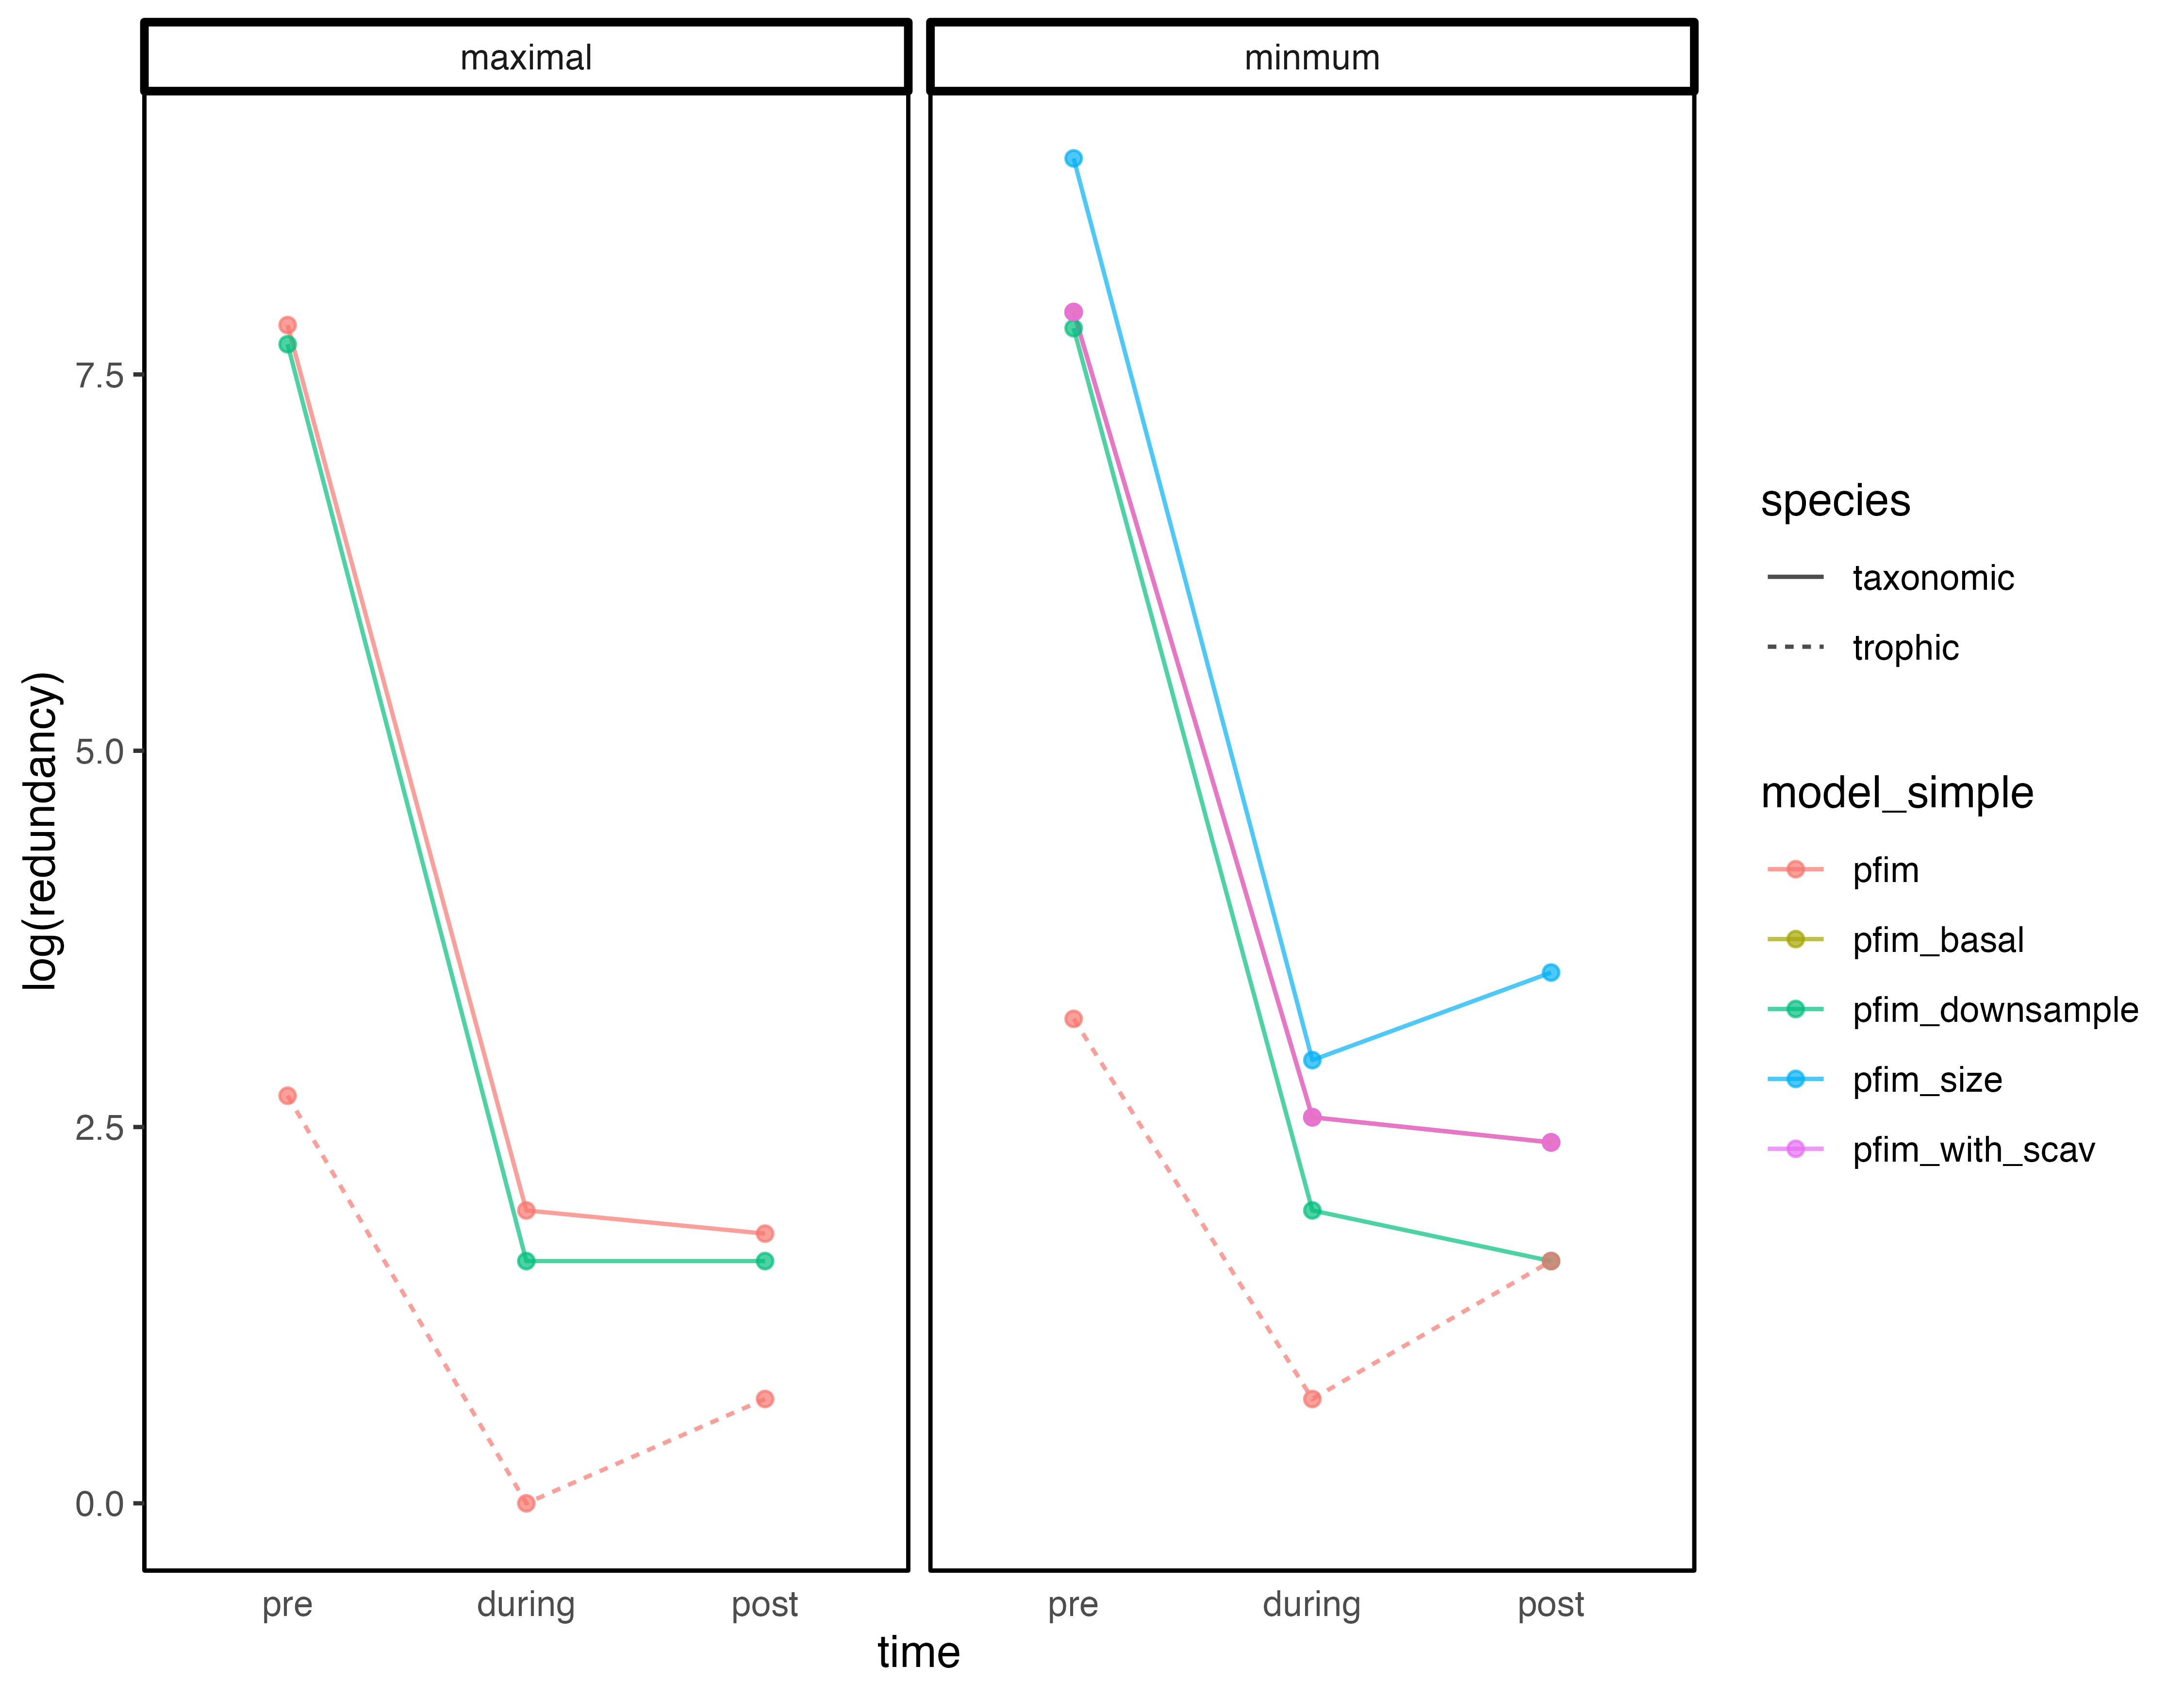 maximal
minmum
log(redundancy)
7.5
5.0
2.5
0.0
pre
during
post
pre
during
post
time
species
taxonomic
trophic
model_simple
pfim
pfim_basal
pfim_downsample
pfim_size
pfim_with_scav